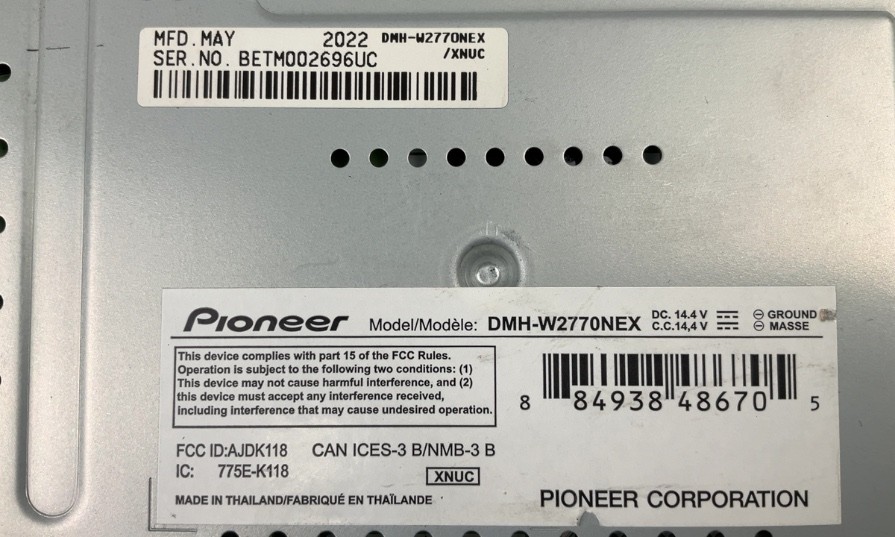 MFD. MAY 2022 DMH-W2770NEX
/XNUC
SER. NO. BETM002696UC
Pioneer Model/Modèle: DMH-W2770NEX
DC. 14.4 V ⎓ ⊖ GROUND
C.C.14,4 V ⎓ ⊖ MASSE
This device complies with part 15 of the FCC Rules.
Operation is subject to the following two conditions: (1)
This device may not cause harmful interference, and (2)
this device must accept any interference received,
including interference that may cause undesired operation.
8 84938 48670 5
FCC ID:AJDK118 CAN ICES-3 B/NMB-3 B
IC: 775E-K118
XNUC
MADE IN THAILAND/FABRIQUÉ EN THAÏLANDE
PIONEER CORPORATION